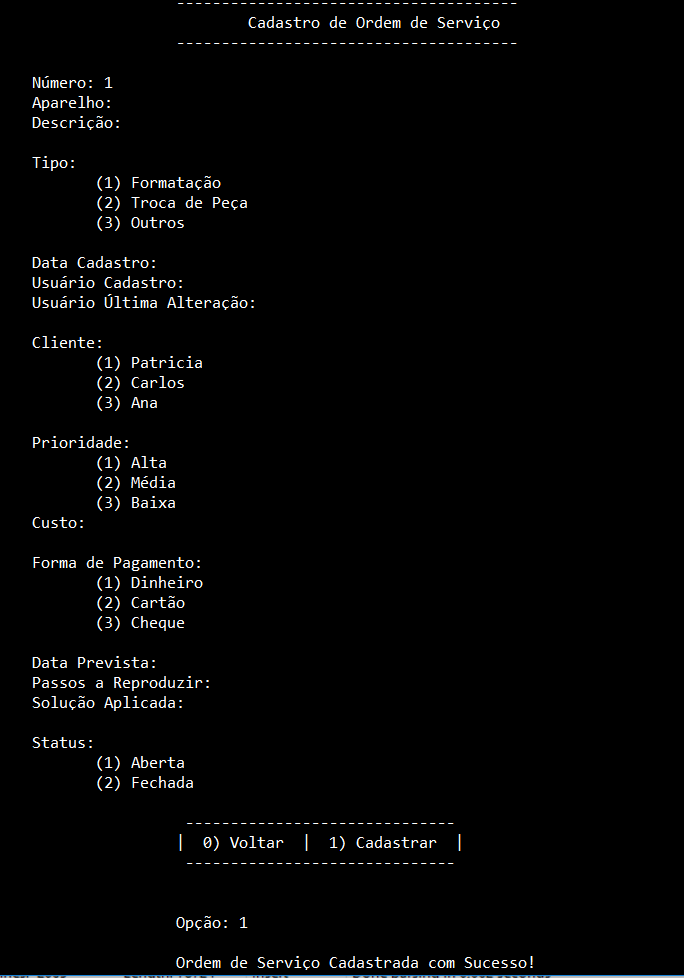 --------------------------------------
Cadastro de Ordem de Serviço
--------------------------------------
Número: 1
Aparelho:
Descrição:
Tipo:
(1) Formatação
(2) Troca de Peça
(3) Outros
Data Cadastro:
Usuário Cadastro:
Usuário Última Alteração:
Cliente:
(1) Patricia
(2) Carlos
(3) Ana
Prioridade:
(1) Alta
(2) Média
(3) Baixa
Custo:
Forma de Pagamento:
(1) Dinheiro
(2) Cartão
(3) Cheque
Data Prevista:
Passos a Reproduzir:
Solução Aplicada:
Status:
(1) Aberta
(2) Fechada
------------------------------
| 0) Voltar | 1) Cadastrar |
------------------------------
Opção: 1
Ordem de Serviço Cadastrada com Sucesso!